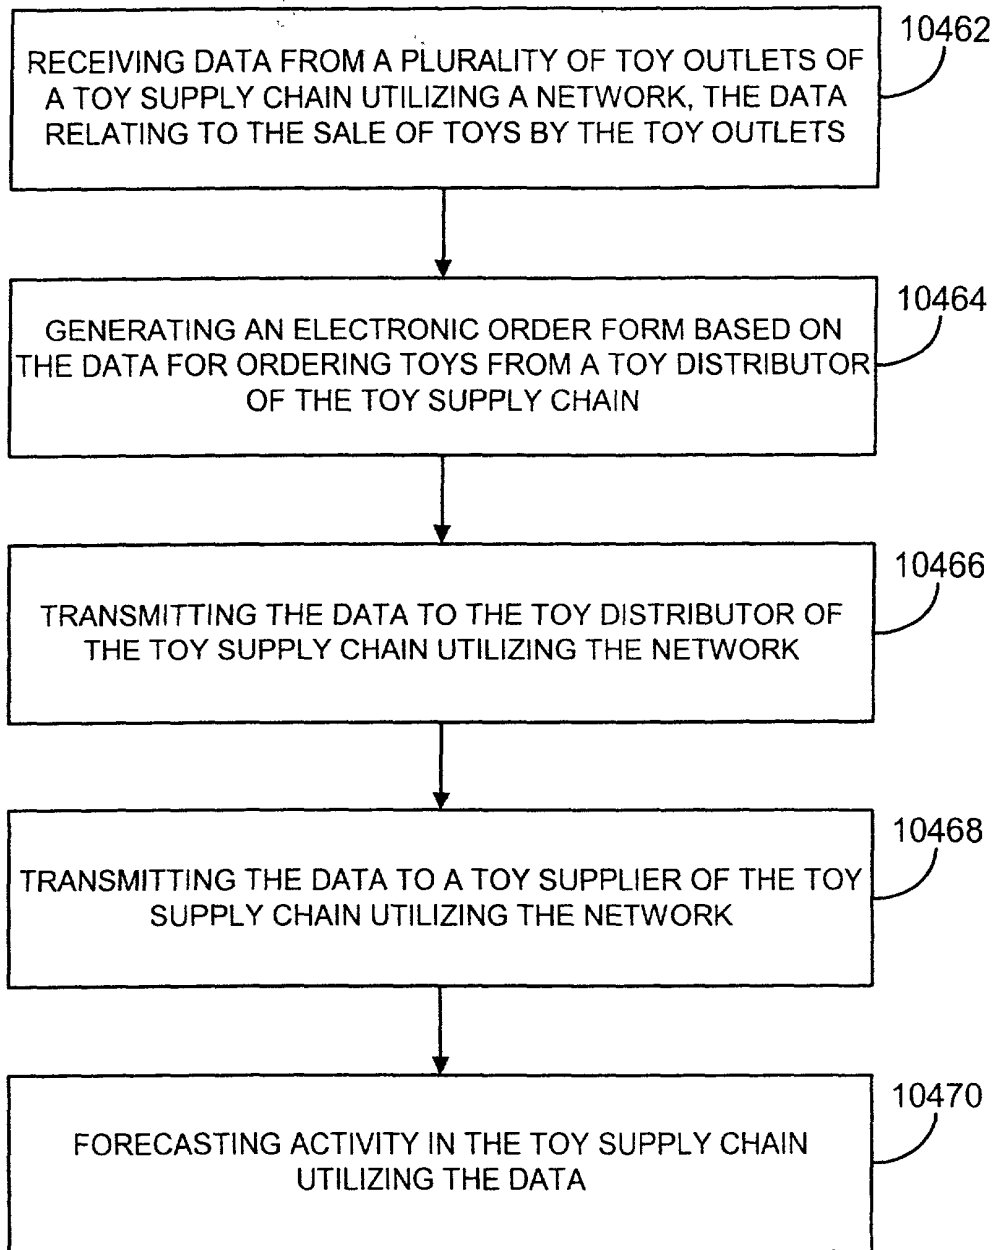 10462
RECEIVING DATA FROM A PLURALITY OF TOY OUTLETS OF
A TOY SUPPLY CHAIN UTILIZING A NETWORK, THE DATA
RELATING TO THE SALE OF TOYS BY THE TOY OUTLETS
10464
GENERATING AN ELECTRONIC ORDER FORM BASED ON
THE DATA FOR ORDERING TOYS FROM A TOY DISTRIBUTOR
OF THE TOY SUPPLY CHAIN
10466
TRANSMITTING THE DATA TO THE TOY DISTRIBUTOR OF
THE TOY SUPPLY CHAIN UTILIZING THE NETWORK
10468
TRANSMITTING THE DATA TO A TOY SUPPLIER OF THE TOY
SUPPLY CHAIN UTILIZING THE NETWORK
10470
FORECASTING ACTIVITY IN THE TOY SUPPLY CHAIN
UTILIZING THE DATA